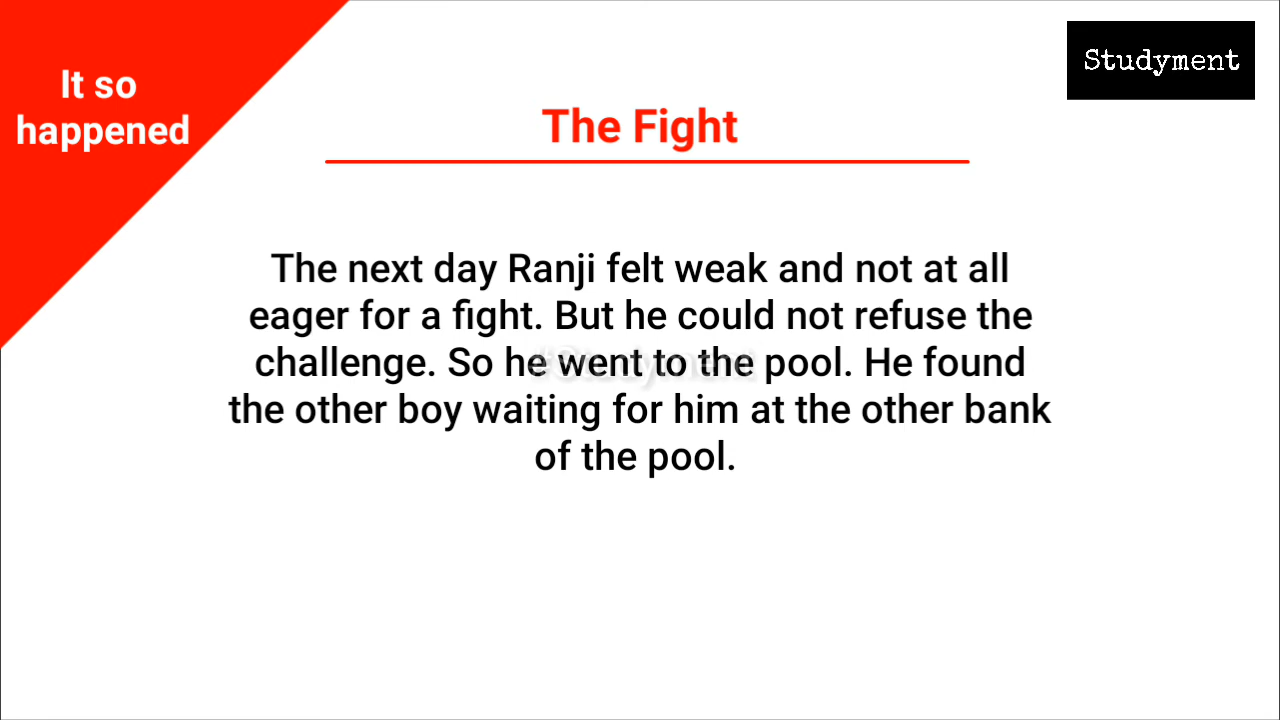 It so
happened
Studyment
The Fight
The next day Ranji felt weak and not at all
eager for a fight. But he could not refuse the
challenge. So he went to the pool. He found
the other boy waiting for him at the other bank
of the pool.
#Studyment